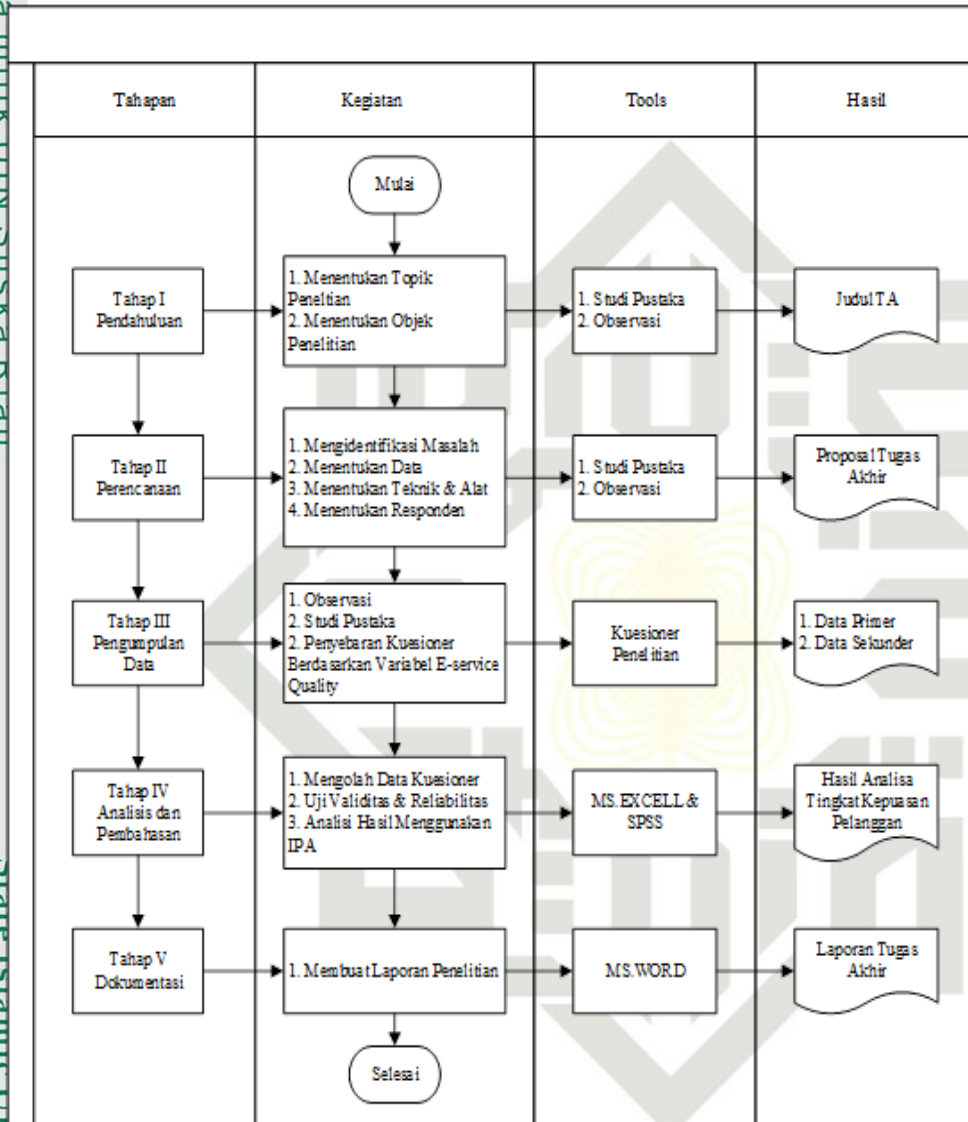 Tahapan
Kegiatan
Tools
Hasil
Mulai
Tahap I
Pendahuluan
1. Menentukan Topik
Peneltian
2. Menentukan Objek
Penelitian
1. Studi Pustaka
2. Observasi
Judul TA
Tahap II
Perencanaan
1. Mengidentifikasi Masalah
2. Menentukan Data
3. Menentukan Teknik & Alat
4. Menentukan Responden
1. Studi Pustaka
2. Observasi
Proposal Tugas
Akhir
Tahap III
Pengumpulan
Data
1. Observasi
2. Studi Pustaka
2. Penyebaran Kuesioner
Berdasarkan Variabel E-service
Quality
Kuesioner
Penelitian
1. Data Primer
2. Data Sekunder
Tahap IV
Analisis dan
Pembahasan
1. Mengolah Data Kuesioner
2. Uji Validitas & Reliabilitas
3. Analisi Hasil Menggunakan
IPA
MS.EXCELL &
SPSS
Hasil Analisa
Tingkat Kepuasan
Pelanggan
Tahap V
Dokumentasi
1. Membuat Laporan Penelitian
MS.WORD
Laporan Tugas
Akhir
Selesai